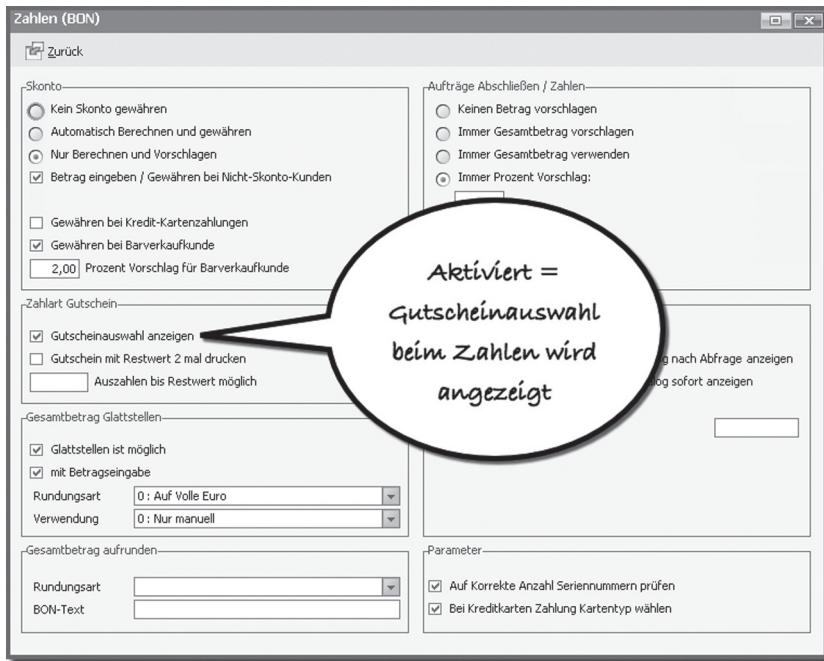 Zahlen (BON)
Zurück
Skonto
Kein Skonto gewähren
Automatisch Berechnen und gewähren
Nur Berechnen und Vorschlagen
Betrag eingeben / Gewähren bei Nicht-Skonto-Kunden
Gewähren bei Kredit-Kartenzahlungen
Gewähren bei Barverkaufkunde
2,00 Prozent Vorschlag für Barverkaufkunde
Zahlart Gutschein
Gutscheinauswahl anzeigen
Gutschein mit Restwert 2 mal drucken
Auszahlen bis Restwert möglich
Gesamtbetrag Glattstellen
Glattstellen ist möglich
mit Betragseingabe
Rundungsart 0 : Auf Volle Euro
Verwendung 0 : Nur manuell
Gesamtbetrag aufrunden
Rundungsart
BON-Text
Aufträge Abschließen / Zahlen
Keinen Betrag vorschlagen
Immer Gesamtbetrag vorschlagen
Immer Gesamtbetrag verwenden
Immer Prozent Vorschlag:
Aktiviert =
Gutscheinauswahl
beim Zahlen wird
angezeigt
nach Abfrage anzeigen
sofort anzeigen
Parameter
Auf Korrekte Anzahl Seriennummern prüfen
Bei Kreditkarten Zahlung Kartentyp wählen